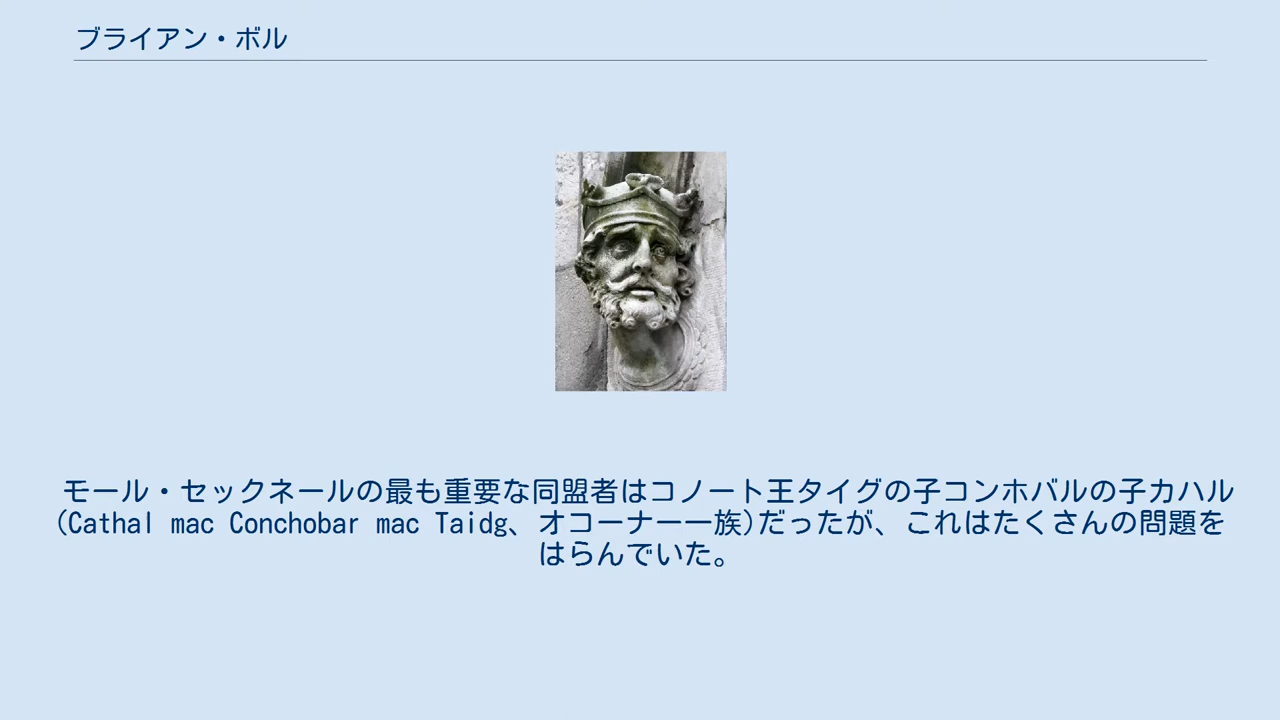 ブライアン・ボル
モール・セックネールの最も重要な同盟者はコノート王タイグの子コンホバルの子カハル
(Cathal mac Conchobar mac Taidg、オコーナー一族)だったが、これはたくさんの問題を
はらんでいた。